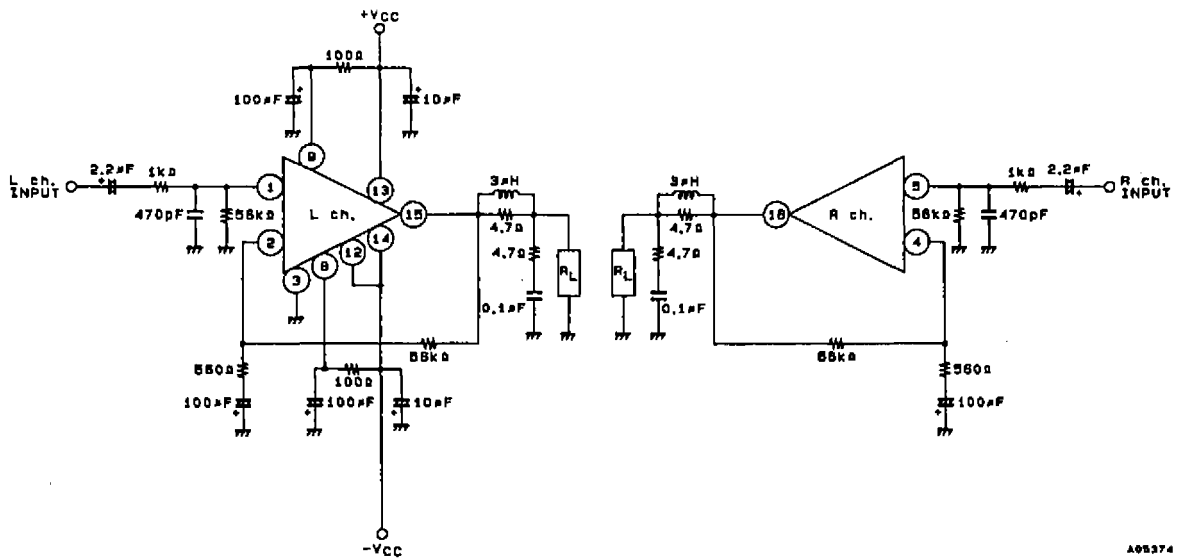 +VCC
100Ω
100μF
+
+
10μF
9
L ch.
INPUT
2.2μF
+
1kΩ
470pF
56kΩ
1
2
L ch.
13
15
14
12
8
3
3μH
4.7Ω
4.7Ω
RL
0.1μF
56kΩ
560Ω
100μF
+
100Ω
100μF
+
10μF
+
-VCC
3μH
4.7Ω
4.7Ω
RL
0.1μF
16
R ch.
5
4
56kΩ
1kΩ
2.2μF
+
R ch.
INPUT
470pF
56kΩ
560Ω
100μF
+
A05374